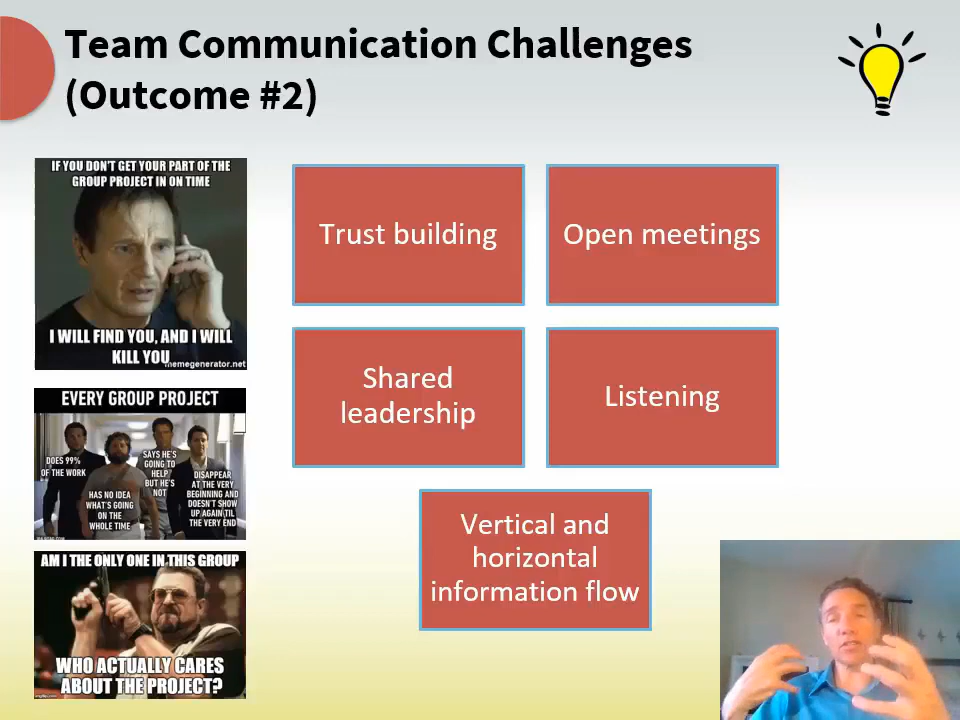 Team Communication Challenges
(Outcome #2)
IF YOU DON'T GET YOUR PART OF THE
GROUP PROJECT IN ON TIME
I WILL FIND YOU, AND I WILL
KILL YOU
memegenerator.net
EVERY GROUP PROJECT
DOES 99%
OF THE WORK
HAS NO IDEA
WHAT'S GOING
ON THE
WHOLE TIME
SAYS HE'S
GOING TO
HELP
BUT HE'S
NOT
DISAPPEAR
AT THE VERY
BEGINNING AND
DOESN'T SHOW
UP AGAIN TIL
THE VERY END
AM I THE ONLY ONE IN THIS GROUP
WHO ACTUALLY CARES
ABOUT THE PROJECT?
Trust building
Open meetings
Shared
leadership
Listening
Vertical and
horizontal
information flow